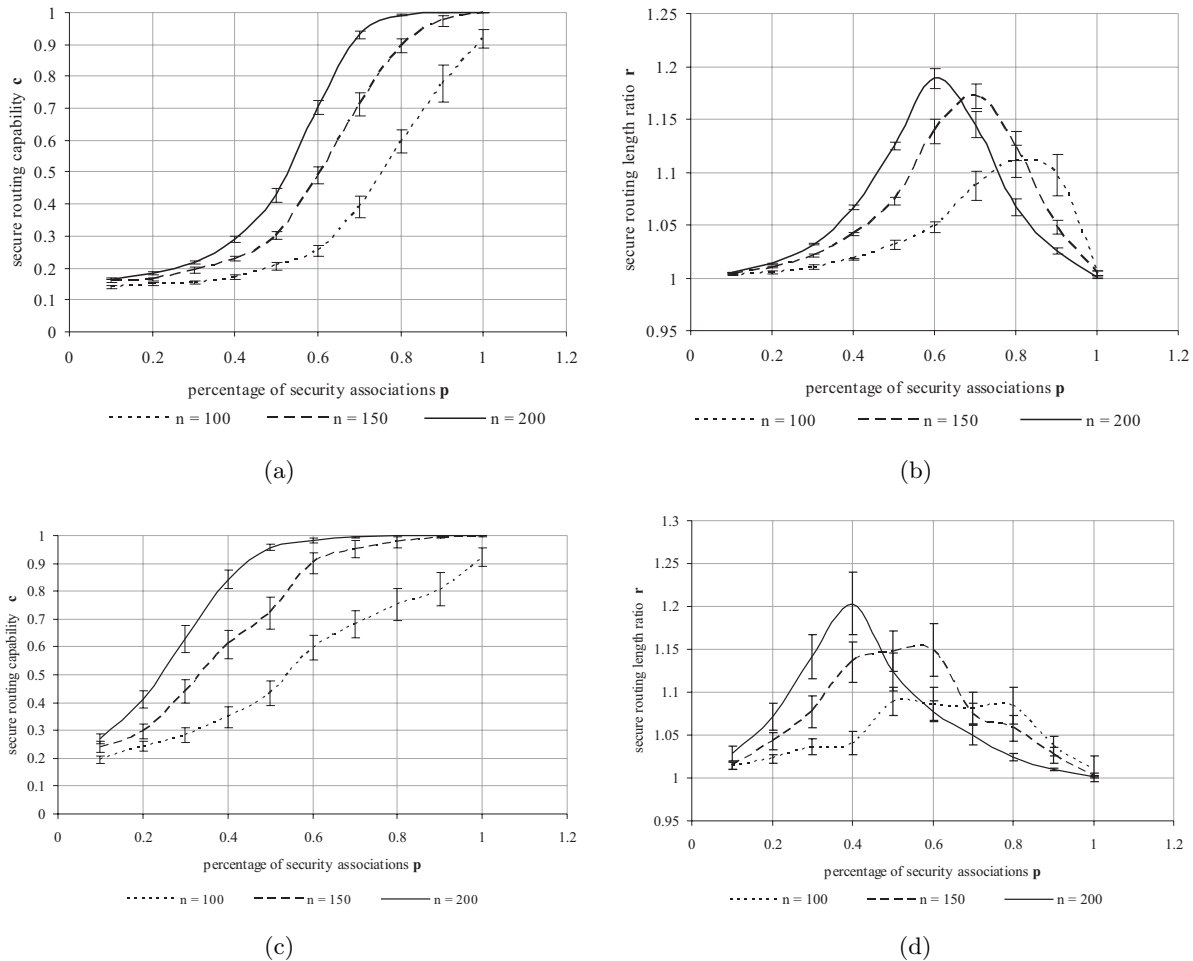 secure routing capability c
1
0.9
0.8
0.7
0.6
0.5
0.4
0.3
0.2
0.1
0
0 0.2 0.4 0.6 0.8 1 1.2
percentage of security associations p
n = 100 n = 150 n = 200
(a)
secure routing length ratio r
1.25
1.2
1.15
1.1
1.05
1
0.95
0 0.2 0.4 0.6 0.8 1 1.2
percentage of security associations p
n = 100 n = 150 n = 200
(b)
secure routing capability c
1
0.9
0.8
0.7
0.6
0.5
0.4
0.3
0.2
0.1
0
0 0.2 0.4 0.6 0.8 1 1.2
percentage of security associations p
n = 100 n = 150 n = 200
(c)
secure routing length ratio r
1.3
1.25
1.2
1.15
1.1
1.05
1
0.95
0 0.2 0.4 0.6 0.8 1 1.2
percentage of security associations p
n = 100 n = 150 n = 200
(d)